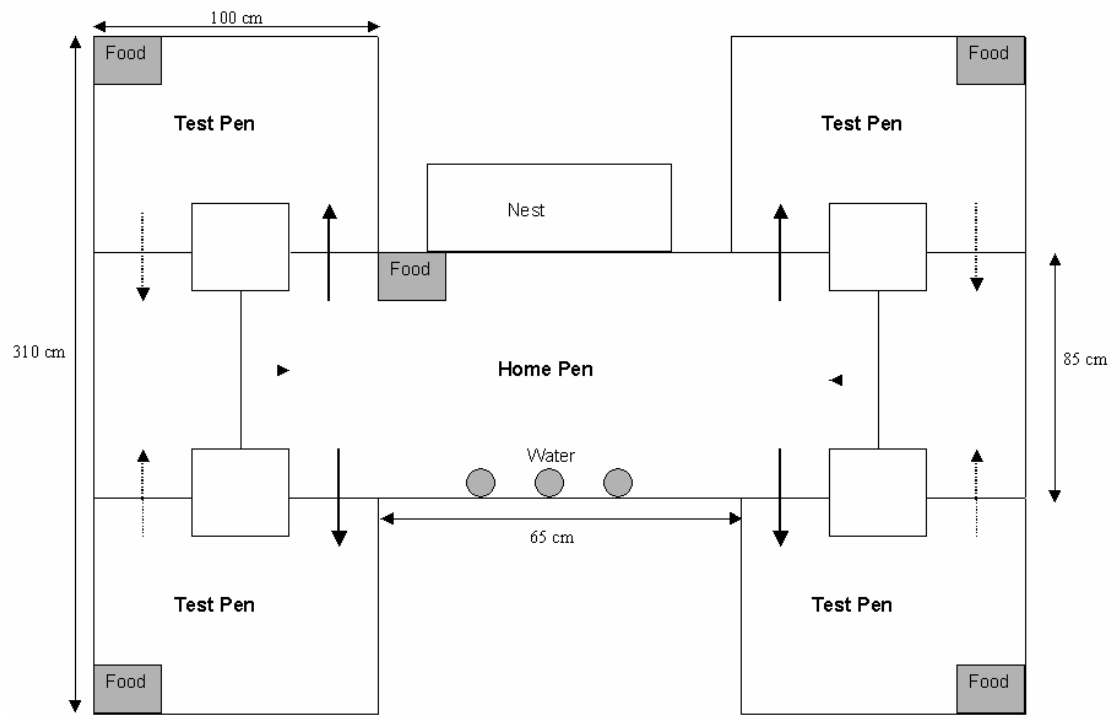 100 cm
Food
Food
Test Pen
Test Pen
Nest
Food
310 cm
Home Pen
85 cm
Water
65 cm
Test Pen
Test Pen
Food
Food